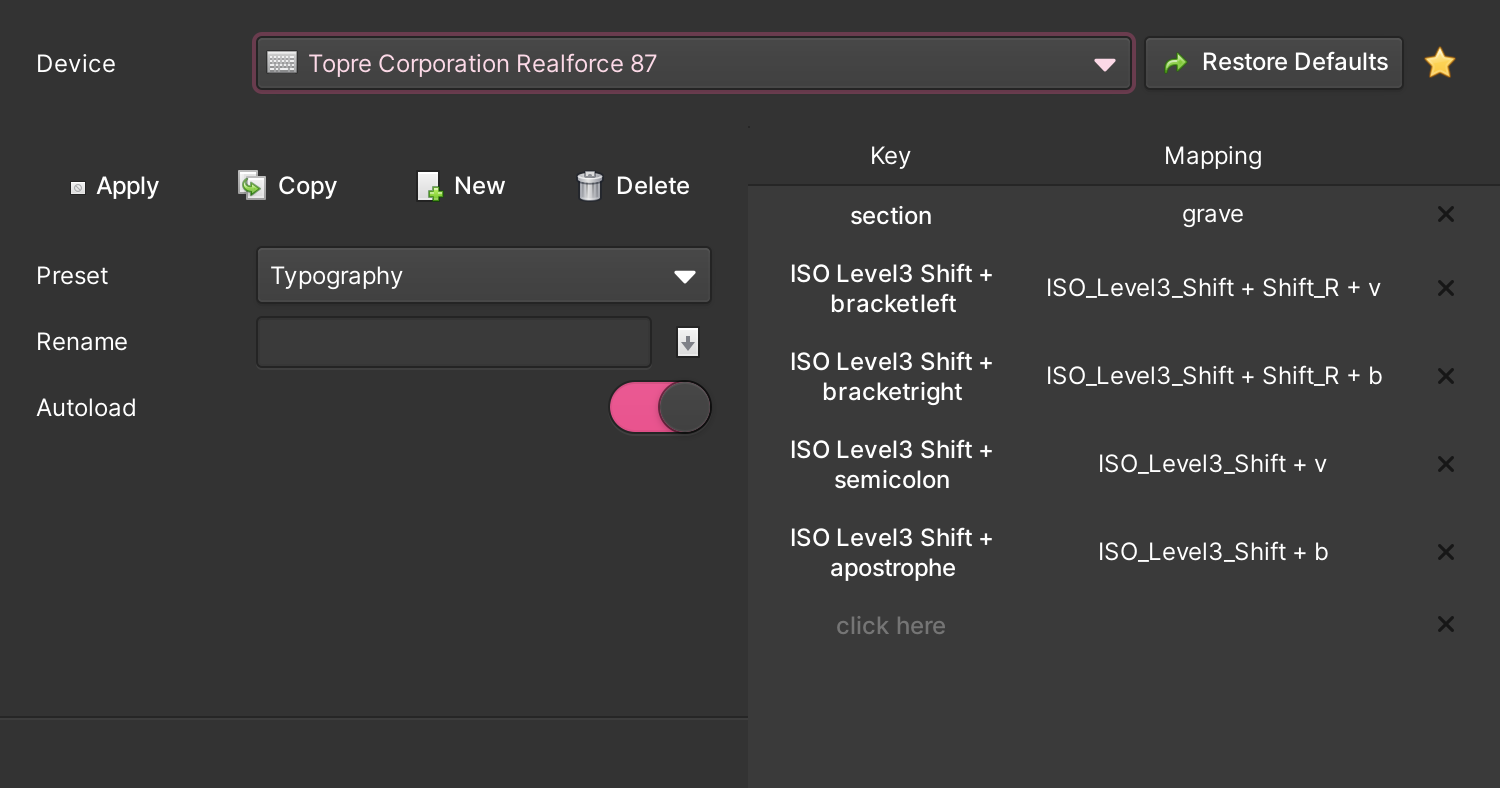 Device
Topre Corporation Realforce 87
Restore Defaults
Apply
Copy
New
Delete
Preset
Typography
Rename
Autoload
Key
Mapping
section
grave
ISO Level3 Shift +
bracketleft
ISO_Level3_Shift + Shift_R + v
ISO Level3 Shift +
bracketright
ISO_Level3_Shift + Shift_R + b
ISO Level3 Shift +
semicolon
ISO_Level3_Shift + v
ISO Level3 Shift +
apostrophe
ISO_Level3_Shift + b
click here